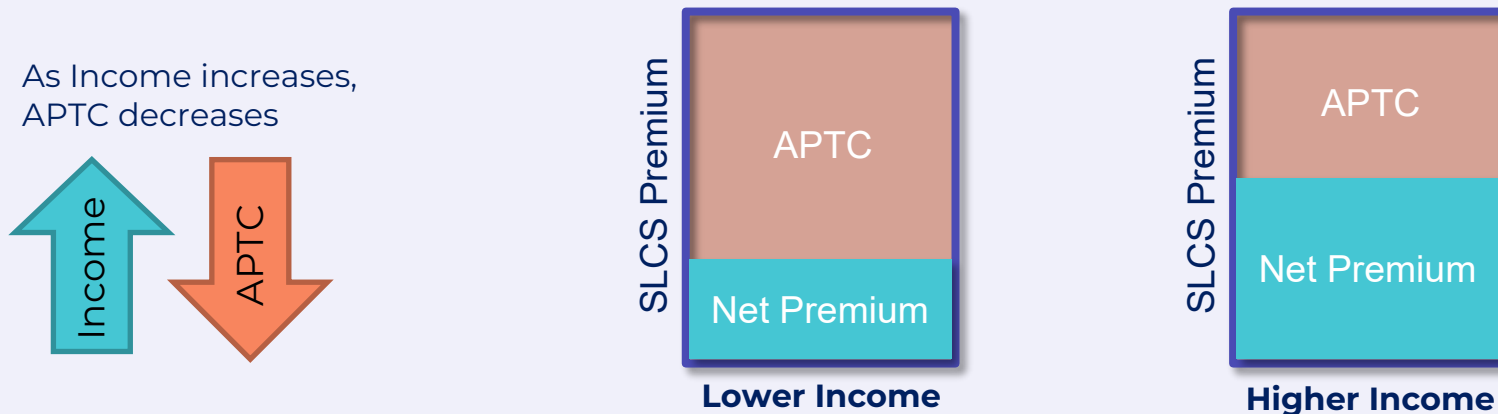 As Income increases,
APTC decreases
Income
APTC
SLCS Premium
APTC
Net Premium
Lower Income
SLCS Premium
APTC
Net Premium
Higher Income